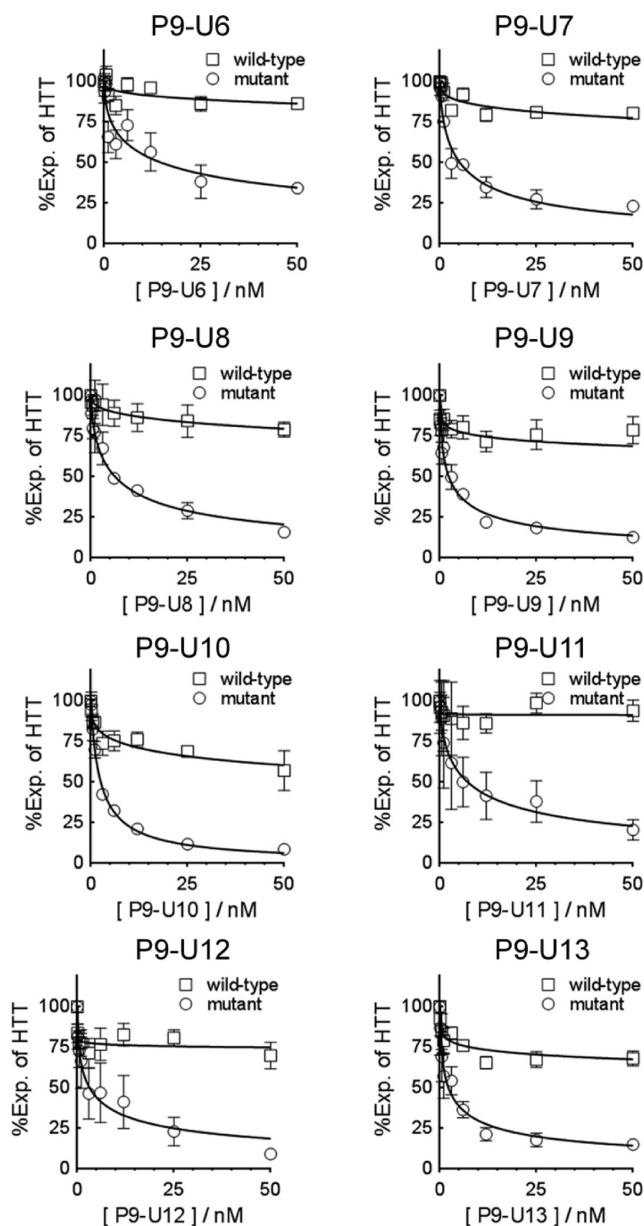 P9-U6
wild-type
mutant
%Exp. of HTT
100
75
50
25
0
0 25 50
[ P9-U6 ] / nM
P9-U7
wild-type
mutant
%Exp. of HTT
100
75
50
25
0
0 25 50
[ P9-U7 ] / nM
P9-U8
wild-type
mutant
%Exp. of HTT
100
75
50
25
0
0 25 50
[ P9-U8 ] / nM
P9-U9
wild-type
mutant
%Exp. of HTT
100
75
50
25
0
0 25 50
[ P9-U9 ] / nM
P9-U10
wild-type
mutant
%Exp. of HTT
100
75
50
25
0
0 25 50
[ P9-U10 ] / nM
P9-U11
wild-type
mutant
%Exp. of HTT
100
75
50
25
0
0 25 50
[ P9-U11 ] / nM
P9-U12
wild-type
mutant
%Exp. of HTT
100
75
50
25
0
0 25 50
[ P9-U12 ] / nM
P9-U13
wild-type
mutant
%Exp. of HTT
100
75
50
25
0
0 25 50
[ P9-U13 ] / nM